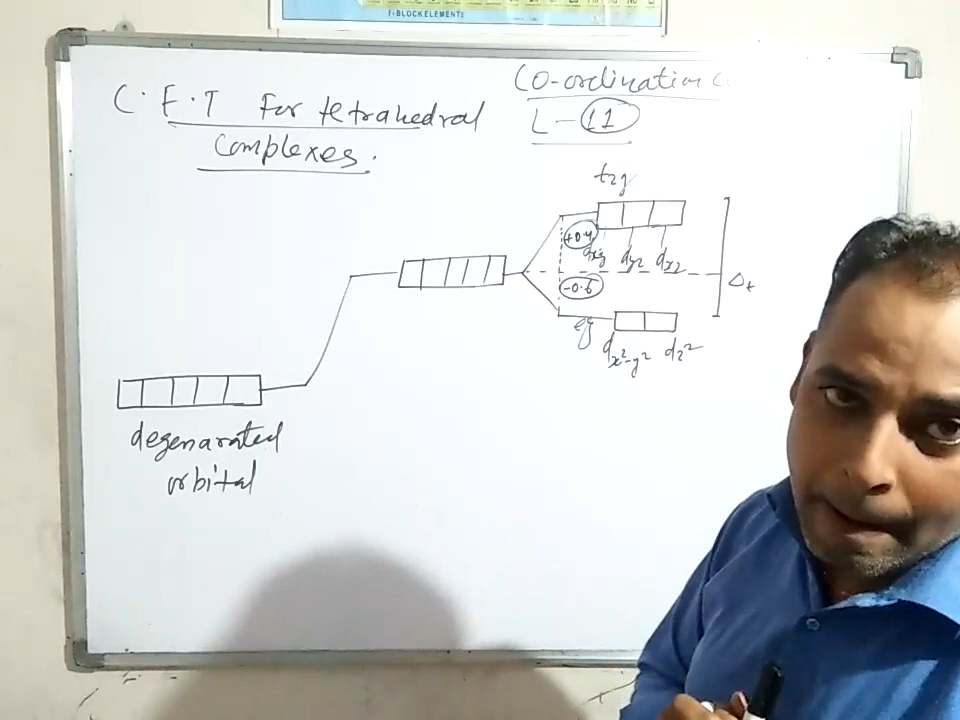 f-BLOCK ELEMENTS
Co-ordination C
L - 11
C.F.T For tetrahedral
complexes.
t2g
+0.4
dxy dyz dxz
-0.6
Δt
eg
dx²-y² dz²
degenarated
orbital